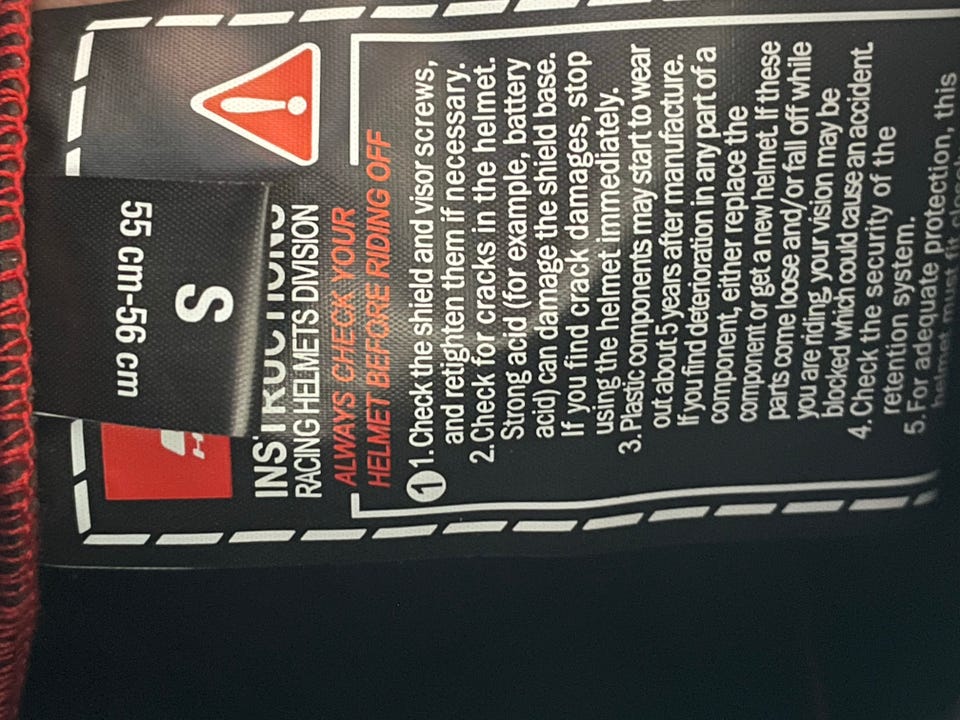 55 cm-56 cm
S
RACING HELMETS DIVISION
ALWAYS CHECK YOUR
HELMET BEFORE RIDING OFF
1 1. Check the shield and visor screws,
and retighten them if necessary.
2. Check for cracks in the helmet.
Strong acid (for example, battery
acid) can damage the shield base.
If you find crack damages, stop
using the helmet immediately.
3. Plastic components may start to wear
out about 5 years after manufacture.
If you find deterioration in any part of a
component, either replace the
component or get a new helmet. If these
parts come loose and/or fall off while
you are riding, your vision may be
blocked which could cause an accident.
4. Check the security of the
retention system.
5. For adequate protection, this
helmet must fit